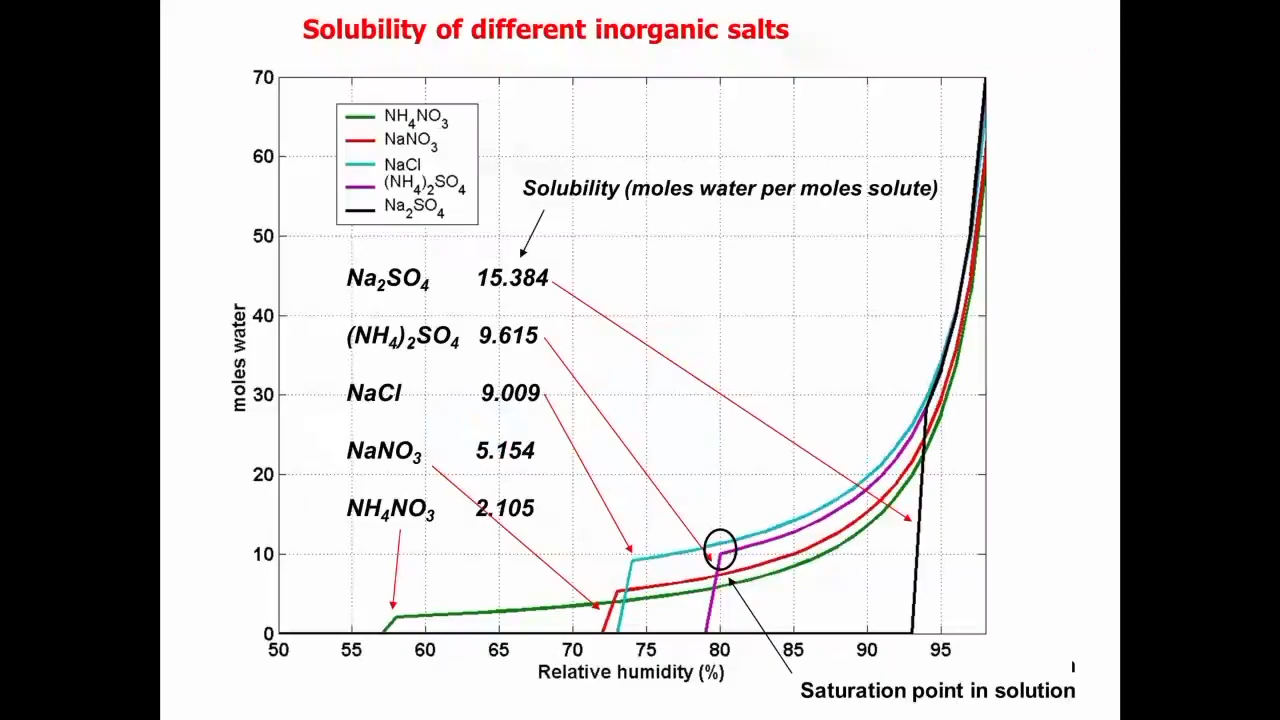 Solubility of different inorganic salts
70
60
50
40
30
20
10
0
moles water
NH₄NO₃
NaNO₃
NaCl
(NH₄)₂SO₄
Na₂SO₄
Solubility (moles water per moles solute)
Na₂SO₄ 15.384
(NH₄)₂SO₄ 9.615
NaCl 9.009
NaNO₃ 5.154
NH₄NO₃ 2.105
50 55 60 65 70 75 80 85 90 95
Relative humidity (%)
Saturation point in solution